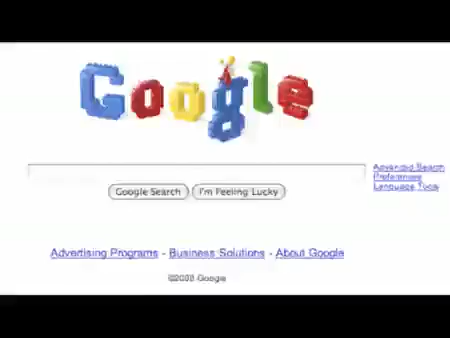 Google
Advanced Search
Preferences
Language Tools
Google Search I'm Feeling Lucky
Advertising Programs - Business Solutions - About Google
©2008 Google